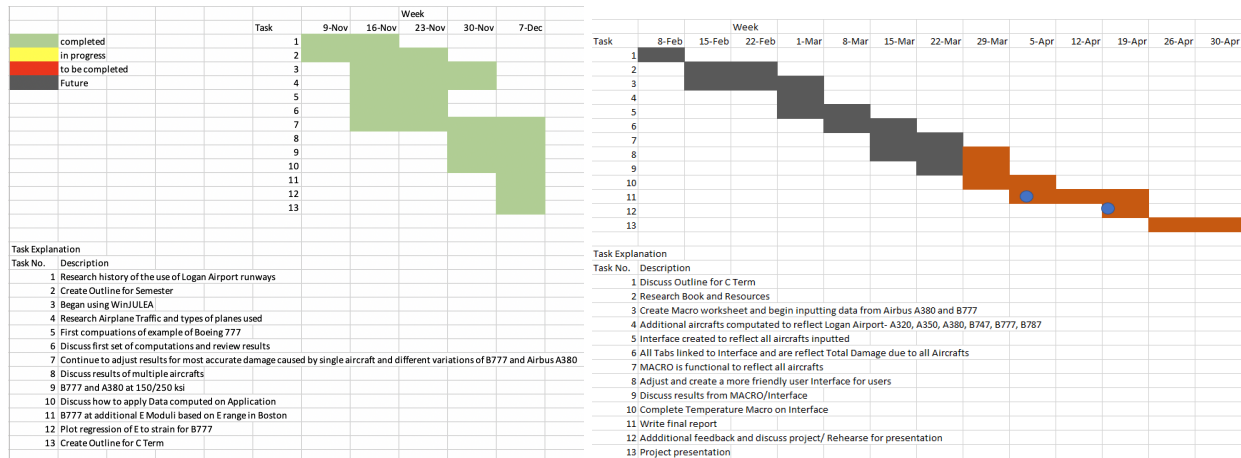 Week
Task 9-Nov 16-Nov 23-Nov 30-Nov 7-Dec
completed 1
in progress 2
to be completed 3
Future 4
5
6
7
8
9
10
11
12
13
Task Explanation
Task No. Description
1 Research history of the use of Logan Airport runways
2 Create Outline for Semester
3 Began using WinJULEA
4 Research Airplane Traffic and types of planes used
5 First compuations of example of Boeing 777
6 Discuss first set of computations and review results
7 Continue to adjust results for most accurate damage caused by single aircraft and different variations of B777 and Airbus A380
8 Discuss results of multiple aircrafts
9 B777 and A380 at 150/250 ksi
10 Discuss how to apply Data computed on Application
11 B777 at additional E Moduli based on E range in Boston
12 Plot regression of E to strain for B777
13 Create Outline for C Term
Week
Task 8-Feb 15-Feb 22-Feb 1-Mar 8-Mar 15-Mar 22-Mar 29-Mar 5-Apr 12-Apr 19-Apr 26-Apr 30-Apr
1
2
3
4
5
6
7
8
9
10
11
12
13
Task Explanation
Task No. Description
1 Discuss Outline for C Term
2 Research Book and Resources
3 Create Macro worksheet and begin inputting data from Airbus A380 and B777
4 Additional aircrafts computated to reflect Logan Airport- A320, A350, A380, B747, B777, B787
5 Interface created to reflect all aircrafts inputted
6 All Tabs linked to Interface and are reflect Total Damage due to all Aircrafts
7 MACRO is functional to reflect all aircrafts
8 Adjust and create a more friendly user Interface for users
9 Discuss results from MACRO/Interface
10 Complete Temperature Macro on Interface
11 Write final report
12 Addditional feedback and discuss project/ Rehearse for presentation
13 Project presentation